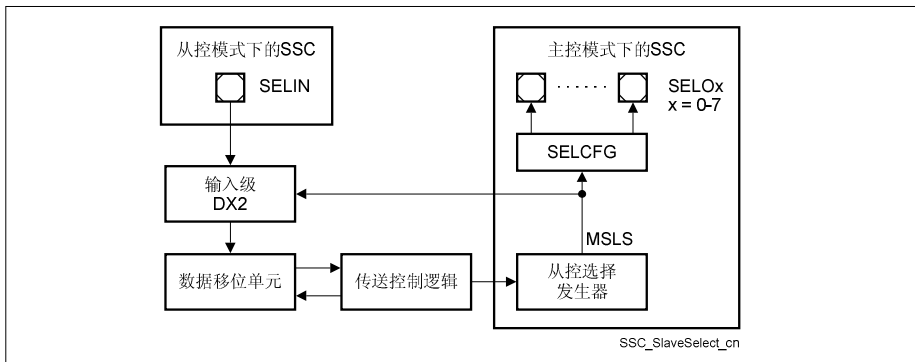 从控模式下的SSC
SELIN
主控模式下的SSC
SELOx
x = 0-7
SELCFG
输入级
DX2
MSLS
数据移位单元
传送控制逻辑
从控选择
发生器
SSC_SlaveSelect_cn